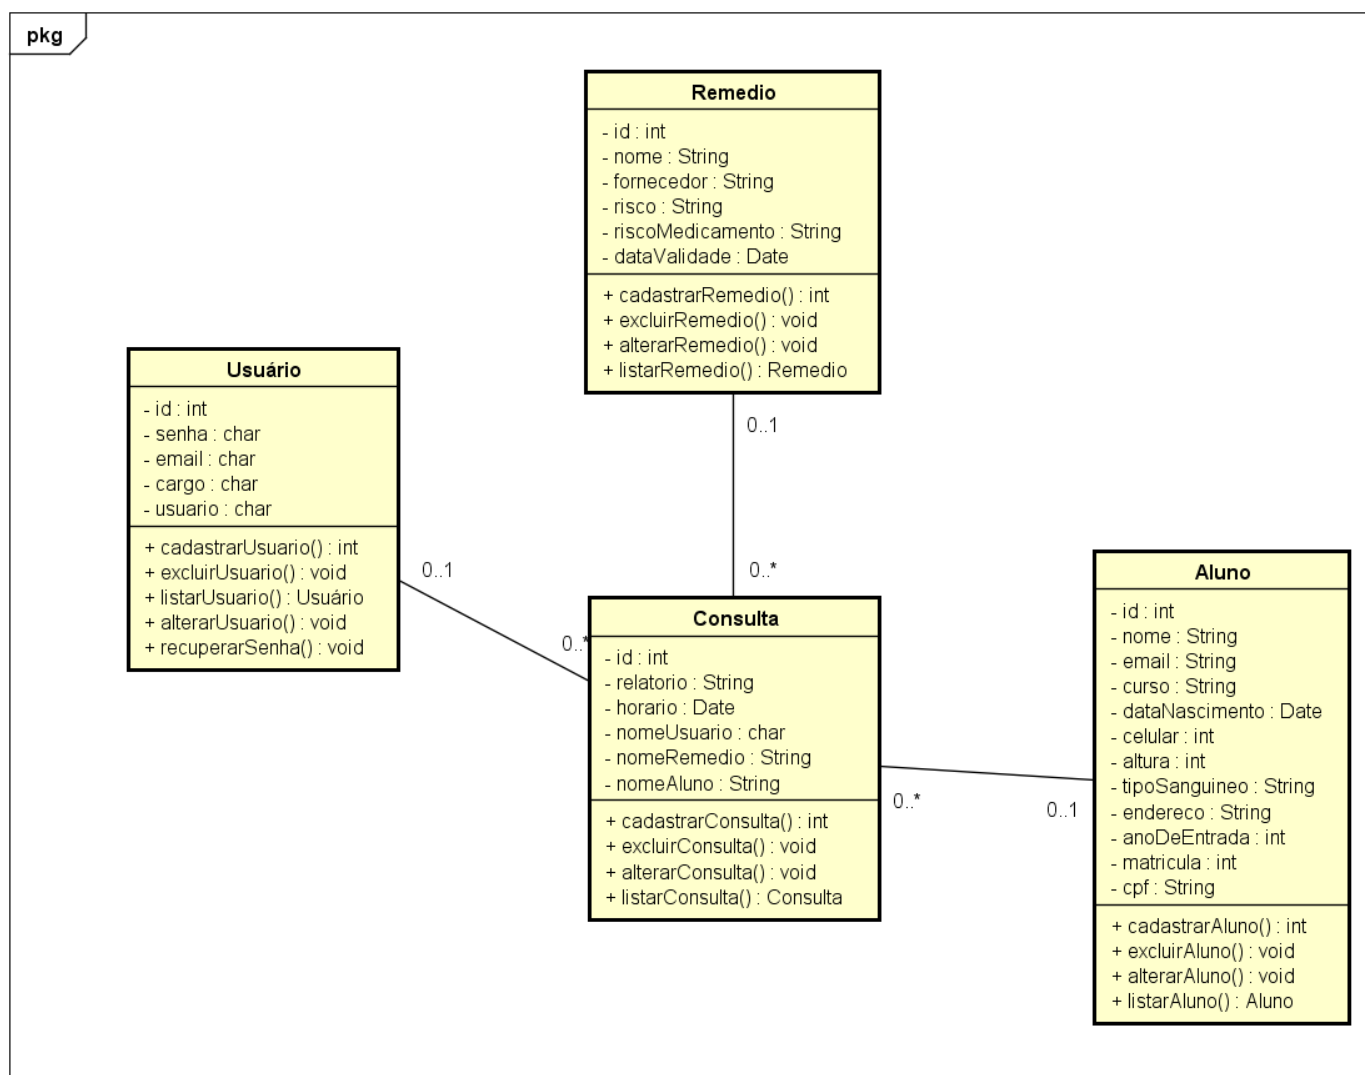 pkg
Remedio
- id : int
- nome : String
- fornecedor : String
- risco : String
- riscoMedicamento : String
- dataValidade : Date
+ cadastrarRemedio() : int
+ excluirRemedio() : void
+ alterarRemedio() : void
+ listarRemedio() : Remedio
0..1
0..*
Usuário
- id : int
- senha : char
- email : char
- cargo : char
- usuario : char
+ cadastrarUsuario() : int
+ excluirUsuario() : void
+ listarUsuario() : Usuário
+ alterarUsuario() : void
+ recuperarSenha() : void
0..1
0..*
Consulta
- id : int
- relatorio : String
- horario : Date
- nomeUsuario : char
- nomeRemedio : String
- nomeAluno : String
+ cadastrarConsulta() : int
+ excluirConsulta() : void
+ alterarConsulta() : void
+ listarConsulta() : Consulta
0..*
0..1
Aluno
- id : int
- nome : String
- email : String
- curso : String
- dataNascimento : Date
- celular : int
- altura : int
- tipoSanguineo : String
- endereco : String
- anoDeEntrada : int
- matricula : int
- cpf : String
+ cadastrarAluno() : int
+ excluirAluno() : void
+ alterarAluno() : void
+ listarAluno() : Aluno